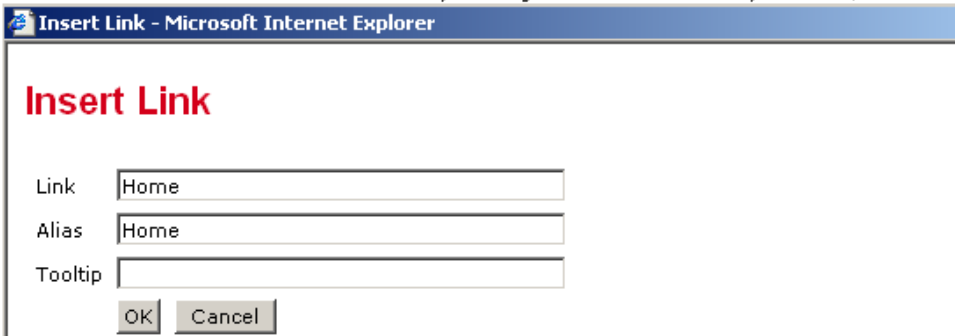 Insert Link - Microsoft Internet Explorer
Insert Link
Link Home
Alias Home
Tooltip
OK Cancel